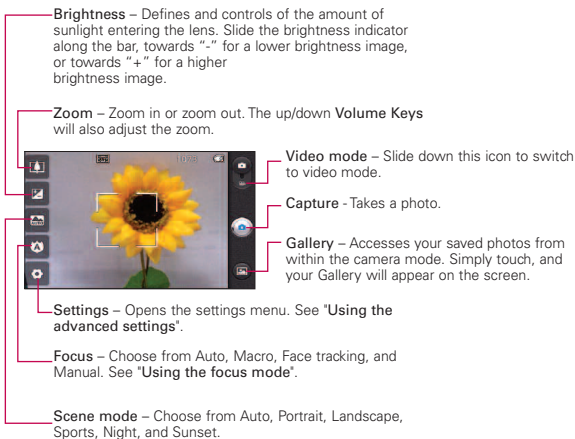 Brightness – Defines and controls of the amount of
sunlight entering the lens. Slide the brightness indicator
along the bar, towards “-” for a lower brightness image,
or towards “+” for a higher
brightness image.
Zoom – Zoom in or zoom out. The up/down Volume Keys
will also adjust the zoom.
Video mode – Slide down this icon to switch
to video mode.
Capture - Takes a photo.
Gallery – Accesses your saved photos from
within the camera mode. Simply touch, and
your Gallery will appear on the screen.
Settings – Opens the settings menu. See "Using the
advanced settings".
Focus – Choose from Auto, Macro, Face tracking, and
Manual. See "Using the focus mode".
Scene mode – Choose from Auto, Portrait, Landscape,
Sports, Night, and Sunset.